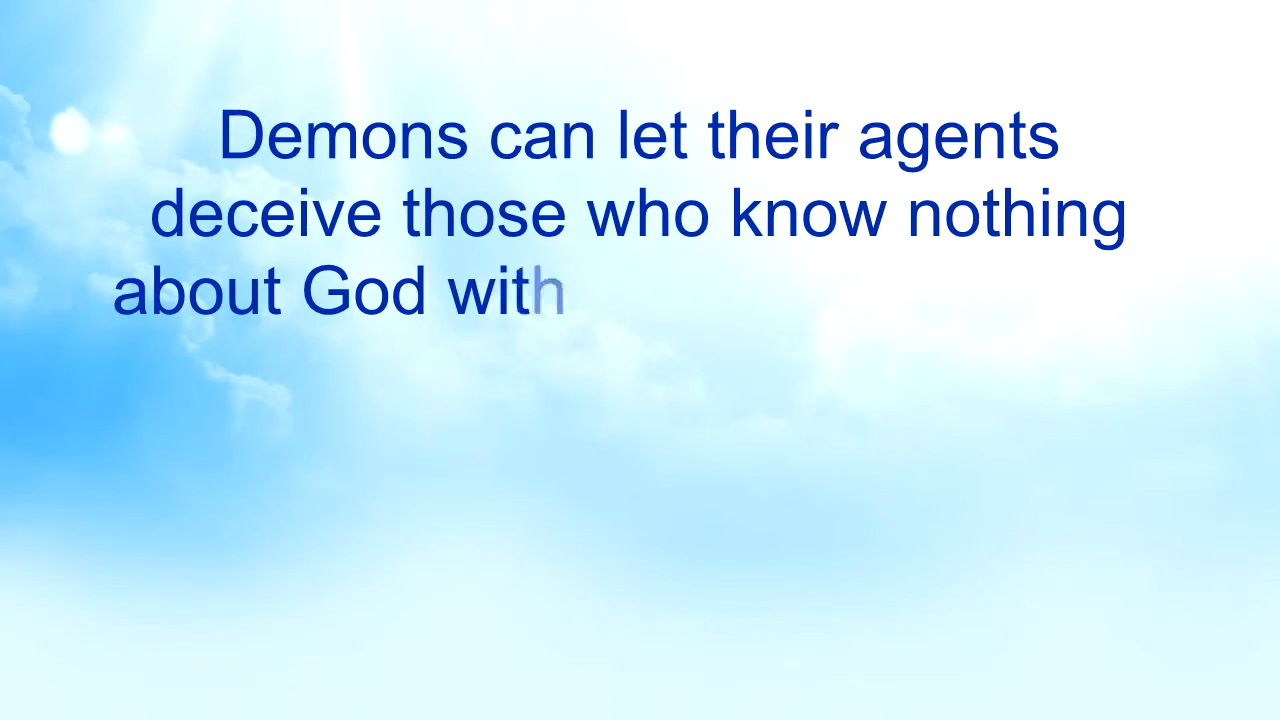 Demons can let their agents
deceive those who know nothing
about God with